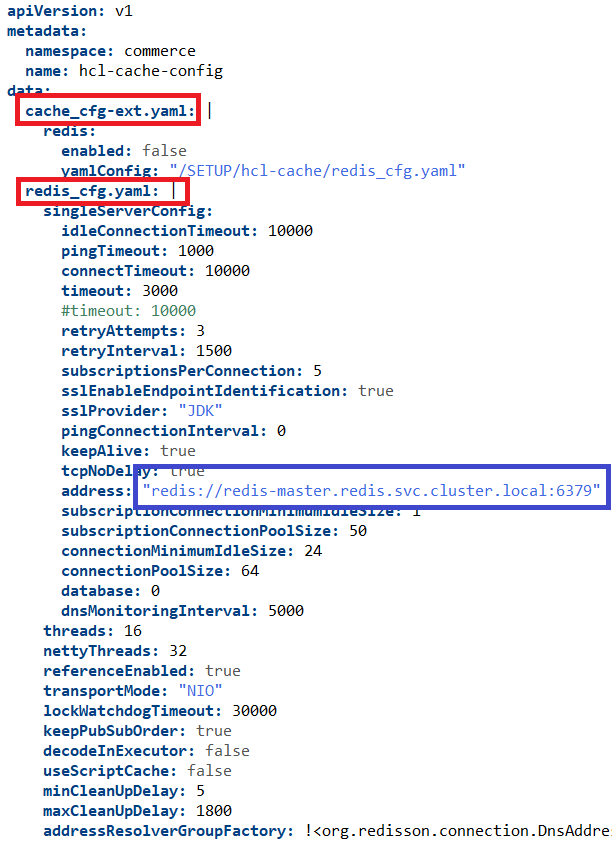 apiVersion: v1
metadata:
  namespace: commerce
  name: hcl-cache-config
data:
  cache_cfg-ext.yaml: |
    redis:
      enabled: false
      yamlConfig: "/SETUP/hcl-cache/redis_cfg.yaml"
  redis_cfg.yaml: |
    singleServerConfig:
      idleConnectionTimeout: 10000
      pingTimeout: 1000
      connectTimeout: 10000
      timeout: 3000
      #timeout: 10000
      retryAttempts: 3
      retryInterval: 1500
      subscriptionsPerConnection: 5
      sslEnableEndpointIdentification: true
      sslProvider: "JDK"
      pingConnectionInterval: 0
      keepAlive: true
      tcpNoDelay: true
      address: "redis://redis-master.redis.svc.cluster.local:6379"
      subscriptionConnectionMinimumIdleSize: 1
      subscriptionConnectionPoolSize: 50
      connectionMinimumIdleSize: 24
      connectionPoolSize: 64
      database: 0
      dnsMonitoringInterval: 5000
    threads: 16
    nettyThreads: 32
    referenceEnabled: true
    transportMode: "NIO"
    lockWatchdogTimeout: 30000
    keepPubSubOrder: true
    decodeInExecutor: false
    useScriptCache: false
    minCleanUpDelay: 5
    maxCleanUpDelay: 1800
    addressResolverGroupFactory: !<org.redisson.connection.DnsAddres